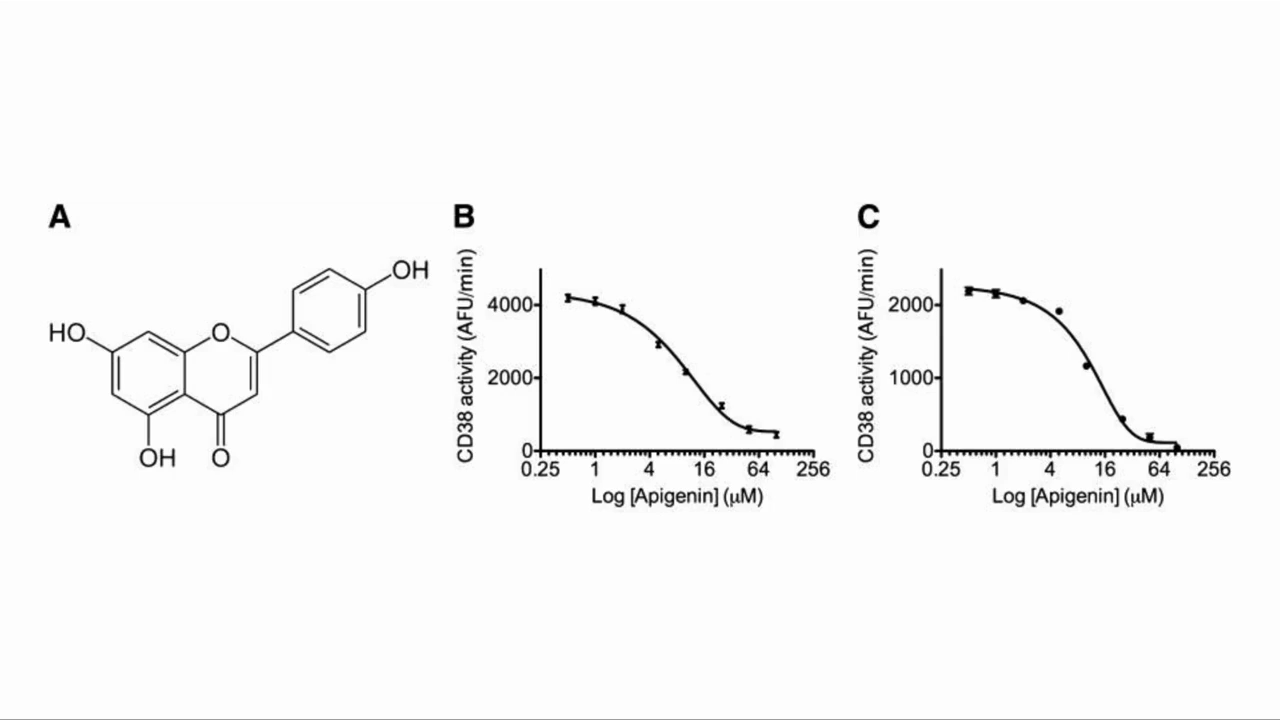 A
OH
HO
O
OH
O
B
CD38 activity (AFU/min)
4000
2000
0
0.25 1 4 16 64 256
Log [Apigenin] (μM)
C
CD38 activity (AFU/min)
2000
1000
0
0.25 1 4 16 64 256
Log [Apigenin] (μM)